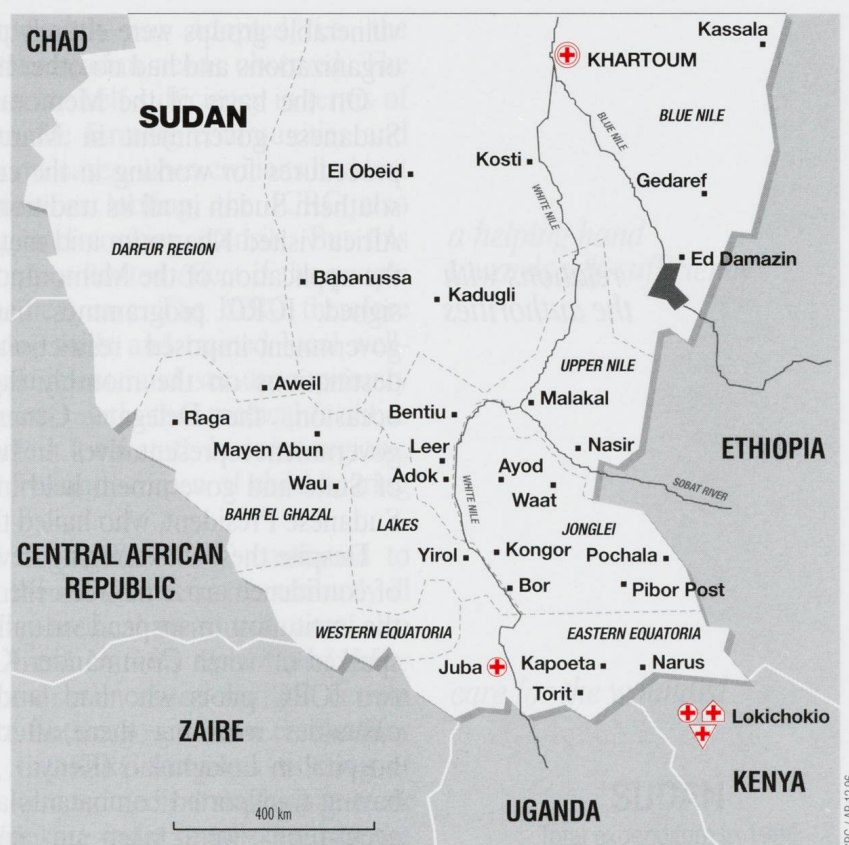 CHAD
Kassala
KHARTOUM
SUDAN
BLUE NILE
BLUE NILE
Kosti
El Obeid
WHITE NILE
Gedaref
DARFUR REGION
Ed Damazin
Babanussa
Kadugli
UPPER NILE
Aweil
Malakal
Raga
Bentiu
Mayen Abun
Leer
Nasir
ETHIOPIA
Ayod
Adok
Wau
Waat
WHITE NILE
SOBAT RIVER
BAHR EL GHAZAL
LAKES
JONGLEI
CENTRAL AFRICAN
REPUBLIC
Yirol
Kongor
Pochala
Bor
Pibor Post
WESTERN EQUATORIA
EASTERN EQUATORIA
Juba
Kapoeta
Narus
Torit
Lokichokio
ZAIRE
KENYA
UGANDA
400 km